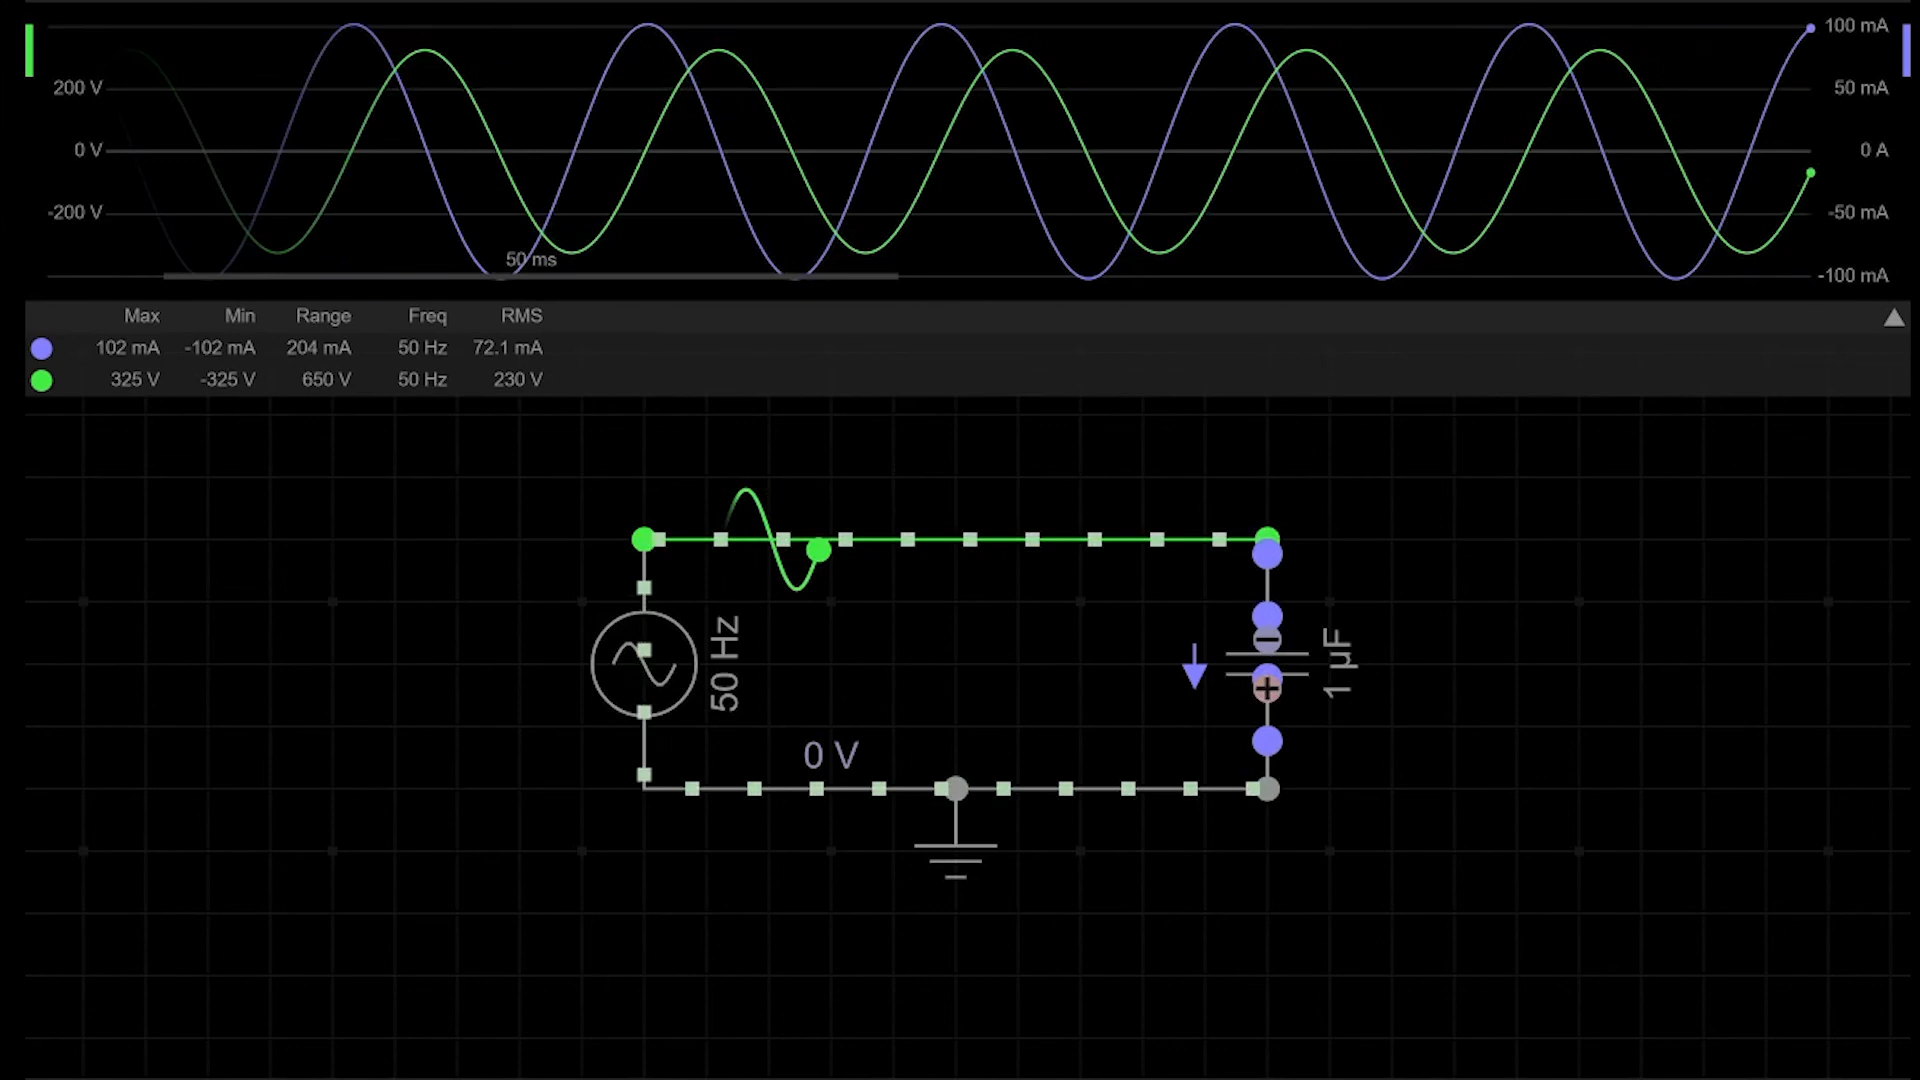 100 mA
200 V 50 mA
0 V 0 A
-200 V -50 mA
50 ms
-100 mA
Max Min Range Freq RMS
102 mA -102 mA 204 mA 50 Hz 72.1 mA
325 V -325 V 650 V 50 Hz 230 V
50 Hz
1 µF
0 V